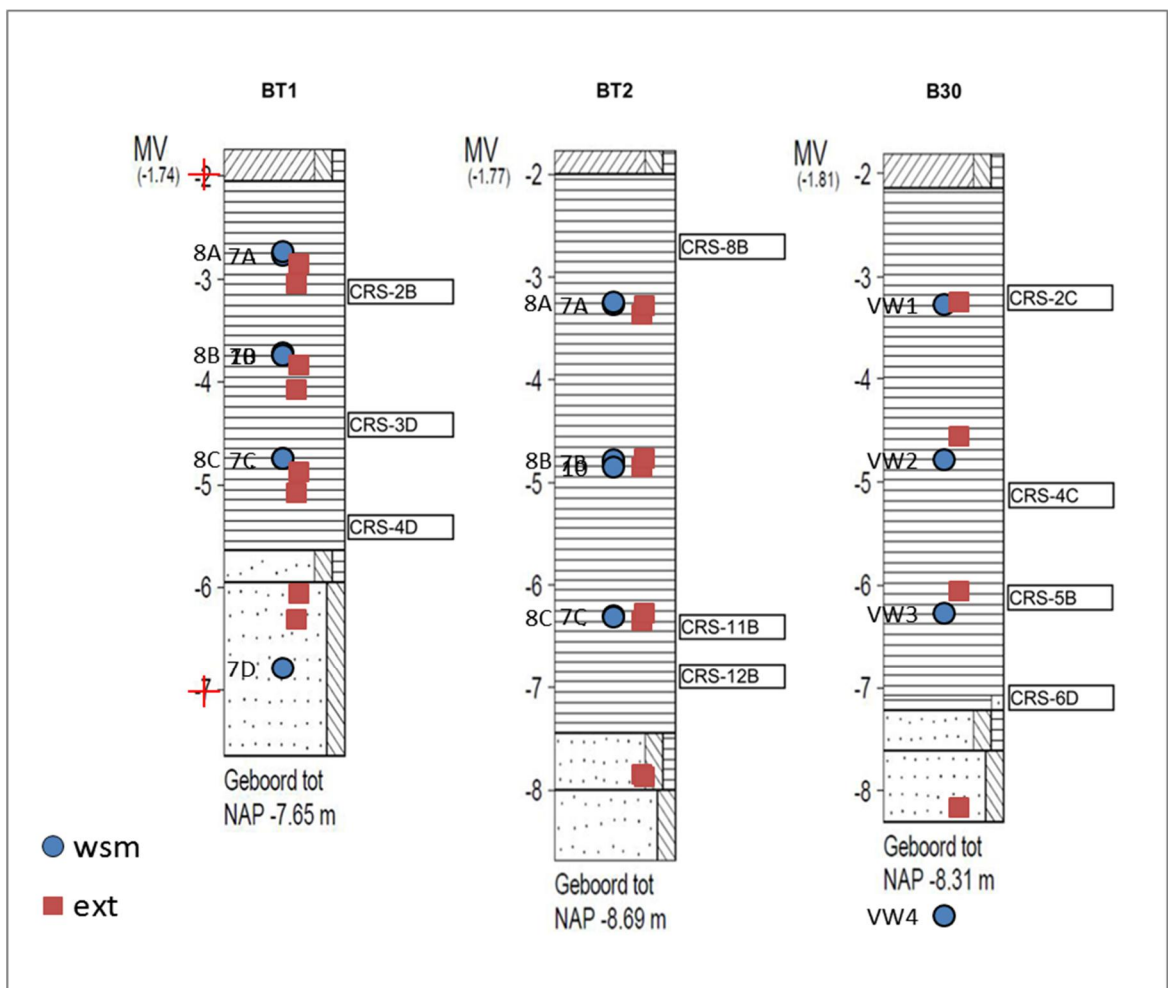 BT1
BT2
B30
MV
(-1.74)
-2
8A 7A
-3
CRS-2B
8B
-4
CRS-3D
8C 7C
-5
CRS-4D
-6
7D
-7
Geboord tot
NAP -7.65 m
MV
(-1.77)
-2
CRS-8B
-3
8A 7A
-4
8B 7B
10
-5
-6
8C 7C
CRS-11B
CRS-12B
-7
-8
Geboord tot
NAP -8.69 m
MV
(-1.81)
-2
-3
VW1
CRS-2C
-4
VW2
-5
CRS-4C
-6
CRS-5B
VW3
-7
CRS-6D
-8
Geboord tot
NAP -8.31 m
VW4
wsm
ext